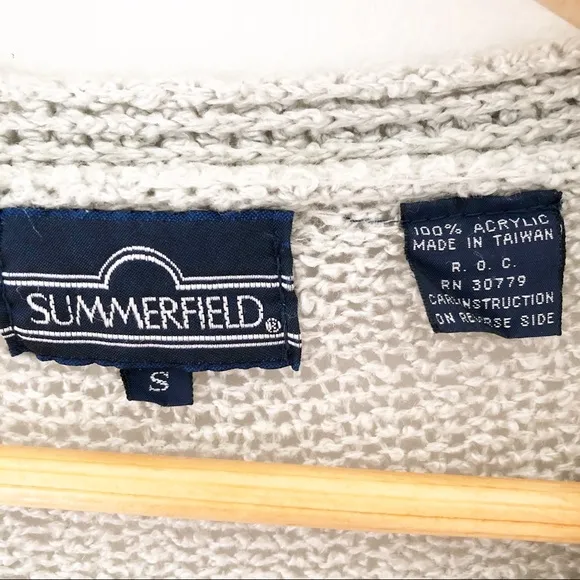 SUMMERFIELD®
S
100% ACRYLIC
MADE IN TAIWAN
R. O. C.
RN 30779
CARE INSTRUCTION
ON REVERSE SIDE